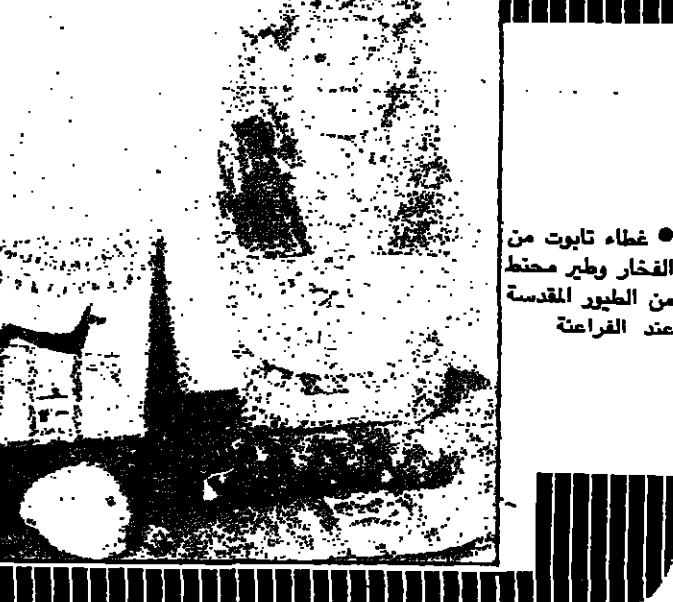 ● غطاء تابوت من
الفخار وطير محنط
من الطيور المقدسة
عند الفراعنة